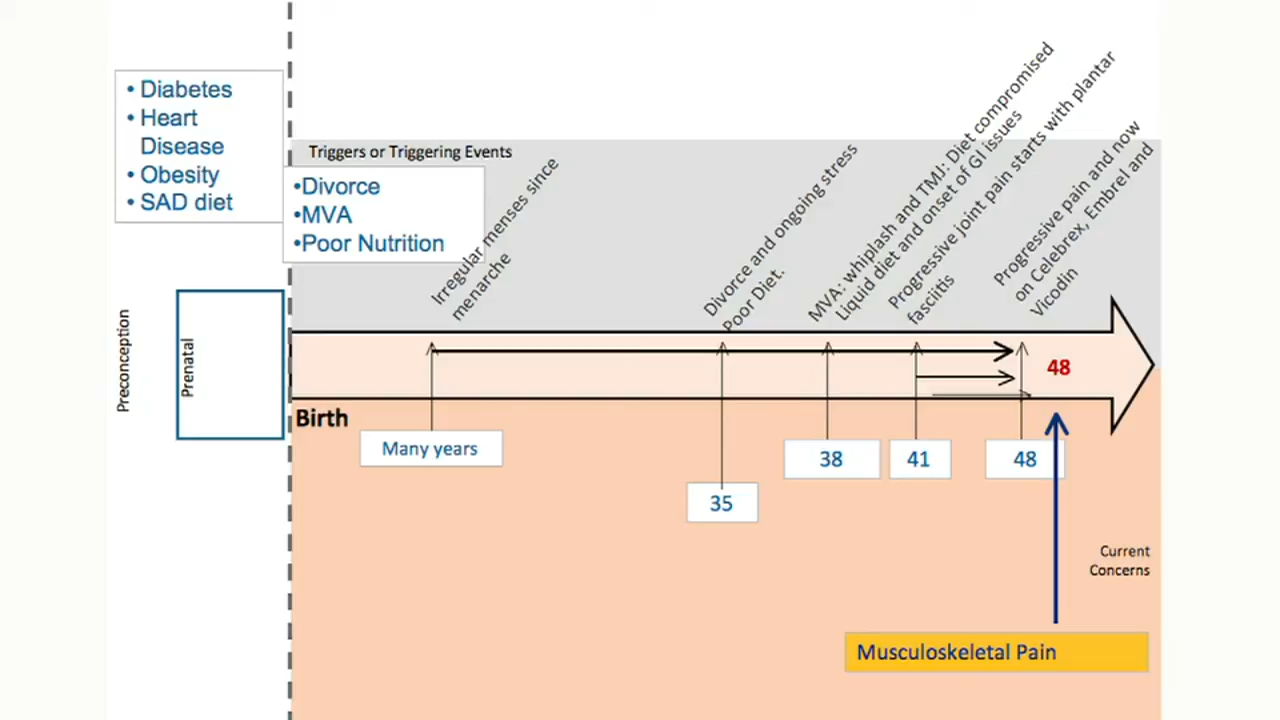 • Diabetes
• Heart
Disease
• Obesity
• SAD diet
Triggers or Triggering Events
•Divorce
•MVA
•Poor Nutrition
Irregular menses since
menarche
Divorce and ongoing stress
Poor Diet.
MVA: whiplash and TMJ: Diet compromised
Liquid diet and onset of GI issues
Progressive joint pain starts with plantar
fasciitis
Progressive pain and now
on Celebrex, Embrel and
Vicodin
Preconception
Prenatal
48
Birth
Many years
35
38
41
48
Current
Concerns
Musculoskeletal Pain